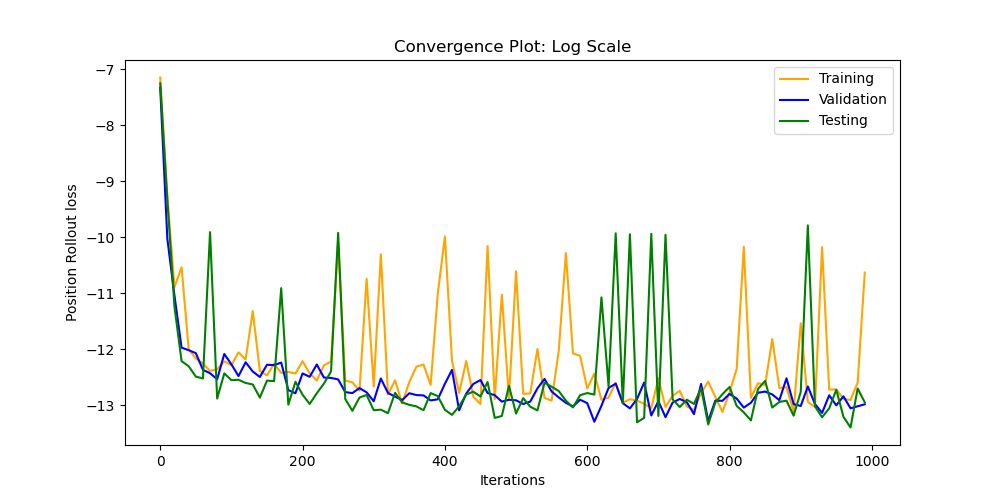 Convergence Plot: Log Scale
Training
Validation
Testing
Position Rollout loss
−7
−8
−9
−10
−11
−12
−13
0 200 400 600 800 1000
Iterations